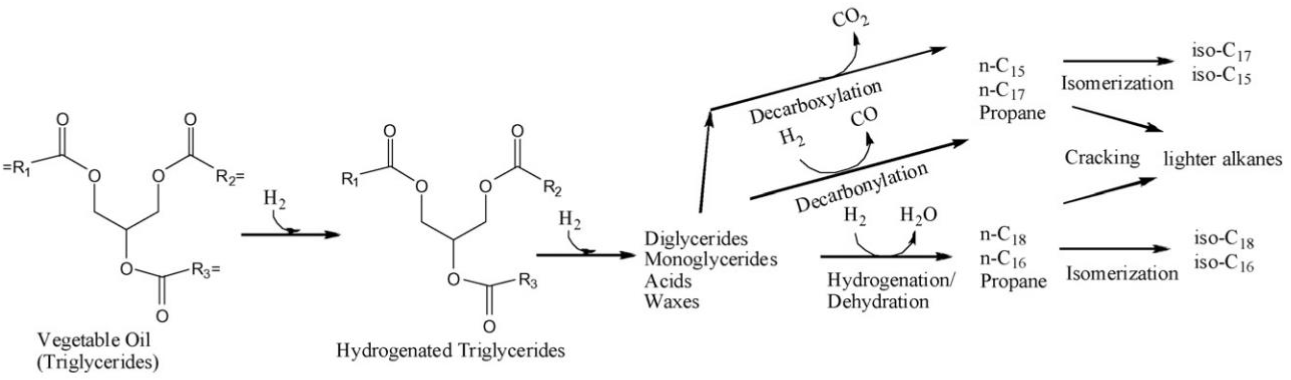 O
O
=R₁
O
O
R₂=
O
R₃=
O
Vegetable Oil
(Triglycerides)
H₂
O
O
R₁
O
O
R₂
O
R₃
O
Hydrogenated Triglycerides
H₂
Diglycerides
Monoglycerides
Acids
Waxes
CO₂
Decarboxylation
H₂
CO
Decarbonylation
H₂
H₂O
Hydrogenation/
Dehydration
n-C₁₅
n-C₁₇
Propane
Isomerization
iso-C₁₇
iso-C₁₅
Cracking
lighter alkanes
n-C₁₈
n-C₁₆
Propane
Isomerization
iso-C₁₈
iso-C₁₆